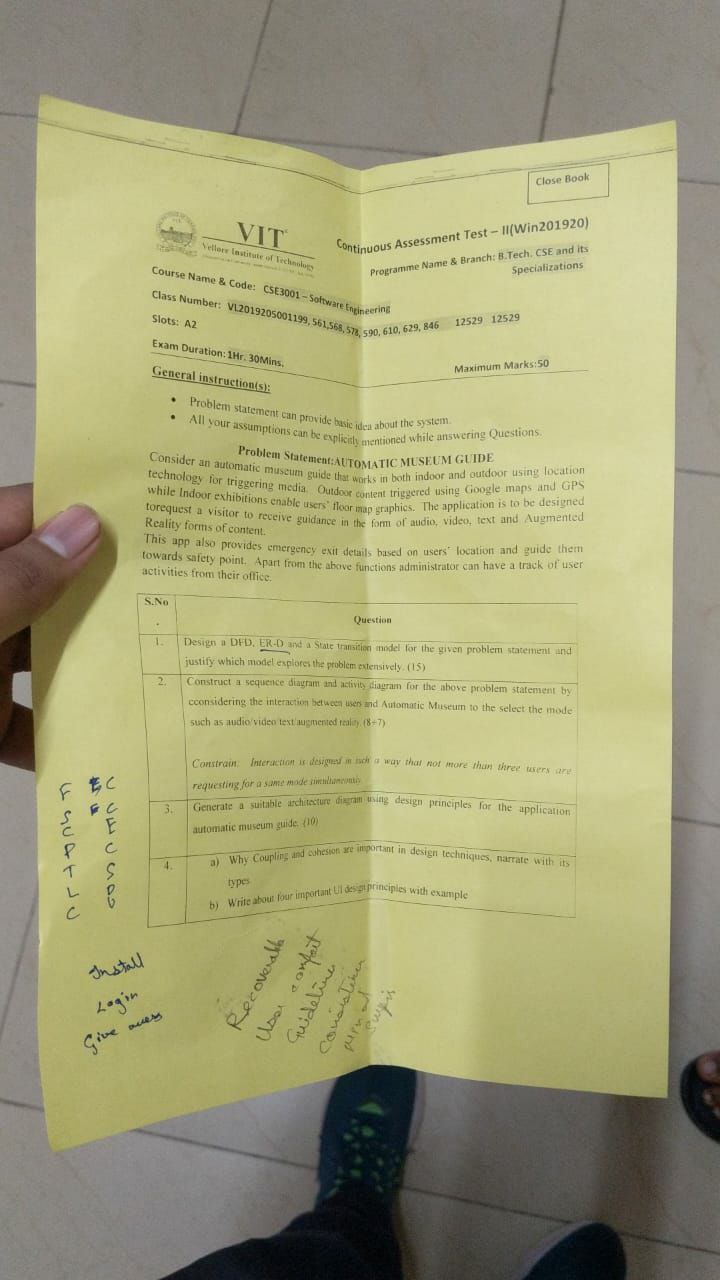 Close Book
VIT
Vellore Institute of Technology
Continuous Assessment Test – II(Win201920)
Programme Name & Branch: B.Tech. CSE and its
Specializations
Course Name & Code: CSE3001 – Software Engineering
Class Number: VL2019205001199, 561,568, 578, 590, 610, 629, 846 12529 12529
Slots: A2
Exam Duration:1Hr. 30Mins.
Maximum Marks:50
General instruction(s):
• Problem statement can provide basic idea about the system.
• All your assumptions can be explicitly mentioned while answering Questions.
Problem Statement:AUTOMATIC MUSEUM GUIDE
Consider an automatic museum guide that works in both indoor and outdoor using location
technology for triggering media. Outdoor content triggered using Google maps and GPS
while Indoor exhibitions enable users' floor map graphics. The application is to be designed
torequest a visitor to receive guidance in the form of audio, video, text and Augmented
Reality forms of content.
This app also provides emergency exit details based on users' location and guide them
towards safety point. Apart from the above functions administrator can have a track of user
activities from their office.
S.No
.
Question
1. Design a DFD, ER-D and a State transition model for the given problem statement and
justify which model explores the problem extensively. (15)
2. Construct a sequence diagram and activity diagram for the above problem statement by
cconsidering the interaction between users and Automatic Museum to the select the mode
such as audio/video/text/augmented reality. (8+7)
Constrain: Interaction is designed in such a way that not more than three users are
requesting for a same mode simultaneously.
3. Generate a suitable architecture diagram using design principles for the application
automatic museum guide. (10)
4. a) Why Coupling and cohesion are important in design techniques, narrate with its
types
b) Write about four important UI design principles with example
F C
S
C C
P E
T C
L S
C
Install
Login
Give access
Recoverable
User comfort
Guideline